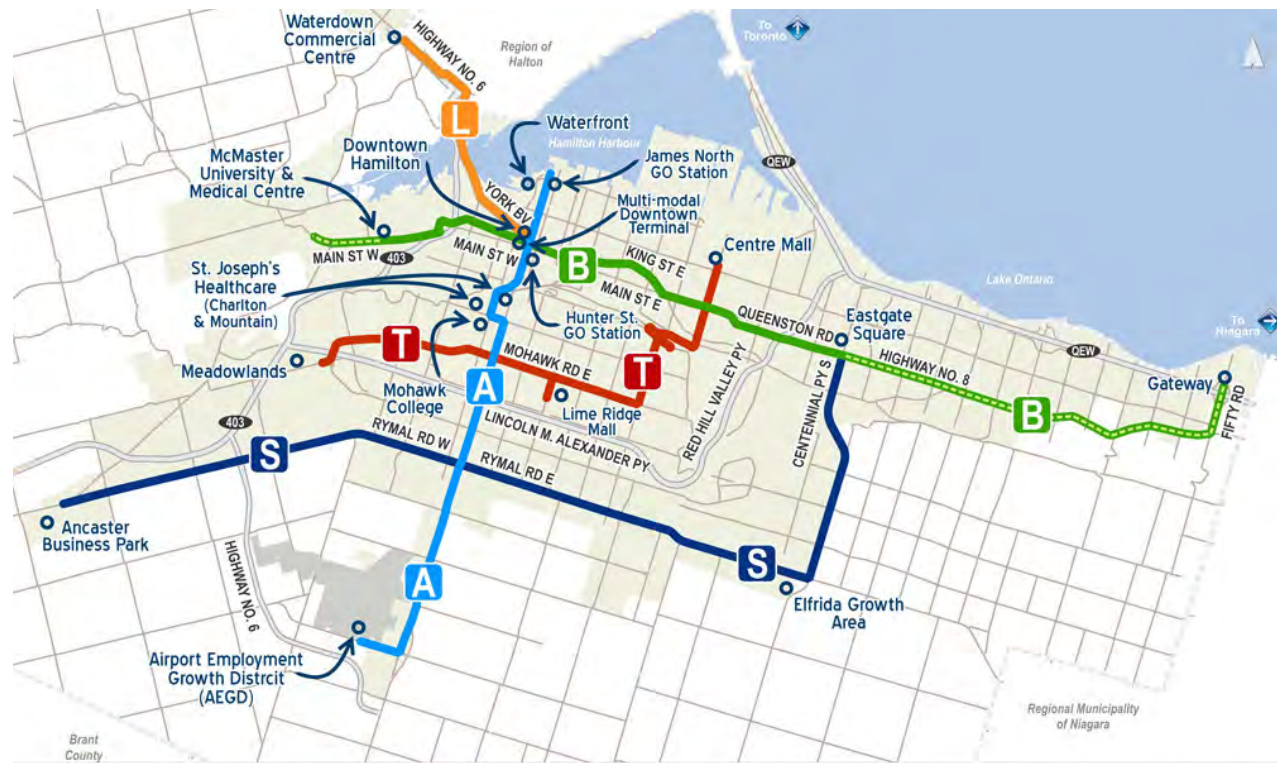 Waterdown
Commercial
Centre
HIGHWAY NO. 6
Region of
Halton
To
Toronto
L
Waterfront
Hamilton Harbour
Downtown
Hamilton
James North
GO Station
QEW
McMaster
University &
Medical Centre
YORK BV
Multi-modal
Downtown
Terminal
Centre Mall
MAIN ST W
403
MAIN ST W
B
KING ST E
Lake Ontario
St. Joseph's
Healthcare
(Charlton
& Mountain)
MAIN ST E
Hunter St.
GO Station
QUEENSTON RD
Eastgate
Square
To
Niagara
QEW
T
MOHAWK RD E
T
HIGHWAY NO. 8
Gateway
Meadowlands
Mohawk
College
A
Lime Ridge
Mall
RED HILL VALLEY PY
CENTENNIAL PY S
B
FIFTY RD
403
LINCOLN M. ALEXANDER PY
RYMAL RD W
S
RYMAL RD E
Ancaster
Business Park
HIGHWAY NO. 6
A
S
Elfrida Growth
Area
Airport Employment
Growth Distrcit
(AEGD)
Regional Municipality
of Niagara
Brant
County